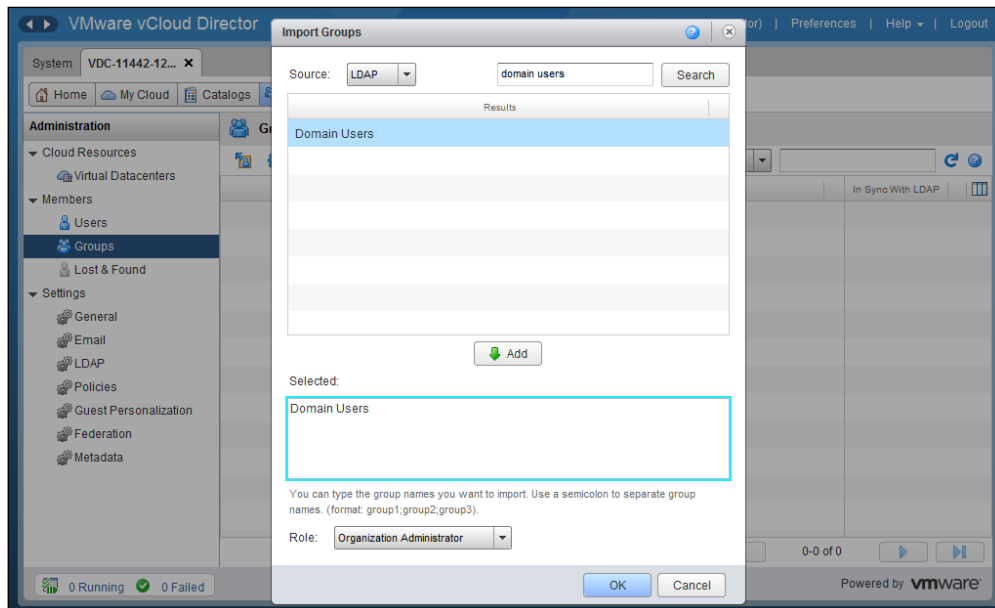 VMware vCloud Director
tor) | Preferences | Help | Logout
System
VDC-11442-12...
Home
My Cloud
Catalogs
Administration
Cloud Resources
Virtual Datacenters
Members
Users
Groups
Lost & Found
Settings
General
Email
LDAP
Policies
Guest Personalization
Federation
Metadata
Gr
In Sync With LDAP
0-0 of 0
0 Running
0 Failed
Powered by vmware
Import Groups
Source: LDAP domain users Search
Results
Domain Users
Add
Selected:
Domain Users
You can type the group names you want to import. Use a semicolon to separate group
names. (format: group1;group2;group3).
Role: Organization Administrator
OK Cancel